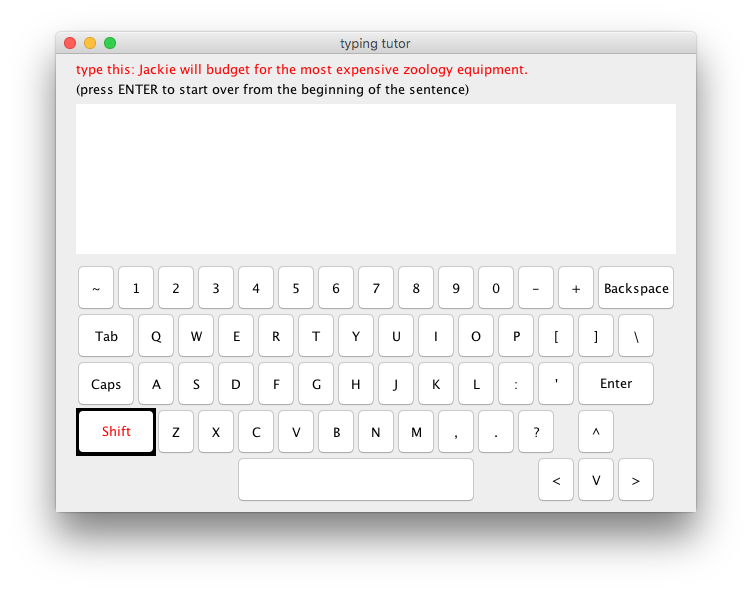 typing tutor
type this: Jackie will budget for the most expensive zoology equipment.
(press ENTER to start over from the beginning of the sentence)
~ 1 2 3 4 5 6 7 8 9 0 - + Backspace
Tab Q W E R T Y U I O P [ ] \
Caps A S D F G H J K L : ' Enter
Shift Z X C V B N M , . ? ^
< V >